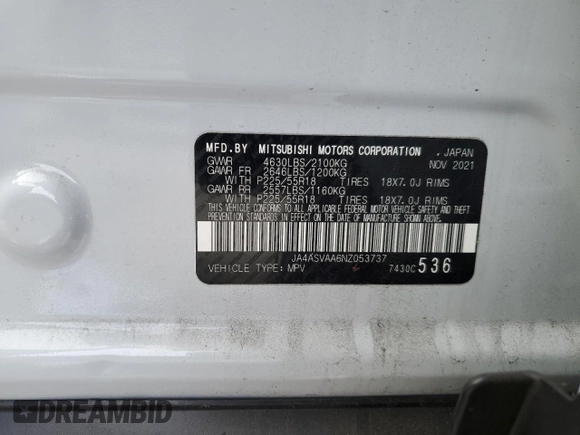 MFD.BY MITSUBISHI MOTORS CORPORATION , JAPAN
GVWR 4630LBS/2100KG NOV 2021
GAWR FR 2646LBS/1200KG
WITH P225/55R18 TIRES 18X7.0J RIMS
GAWR RR 2557LBS/1160KG
WITH P225/55R18 TIRES 18X7.0J RIMS
THIS VEHICLE CONFORMS TO ALL APPLICABLE FEDERAL MOTOR VEHICLE SAFETY, AND THEFT
PREVENTION STANDARDS IN EFFECT ON THE DATE OF MANUFACTURE SHOWN ABOVE.
JA4ASVAA6NZ053737
VEHICLE TYPE: MPV 7430C 536
DREAMBID